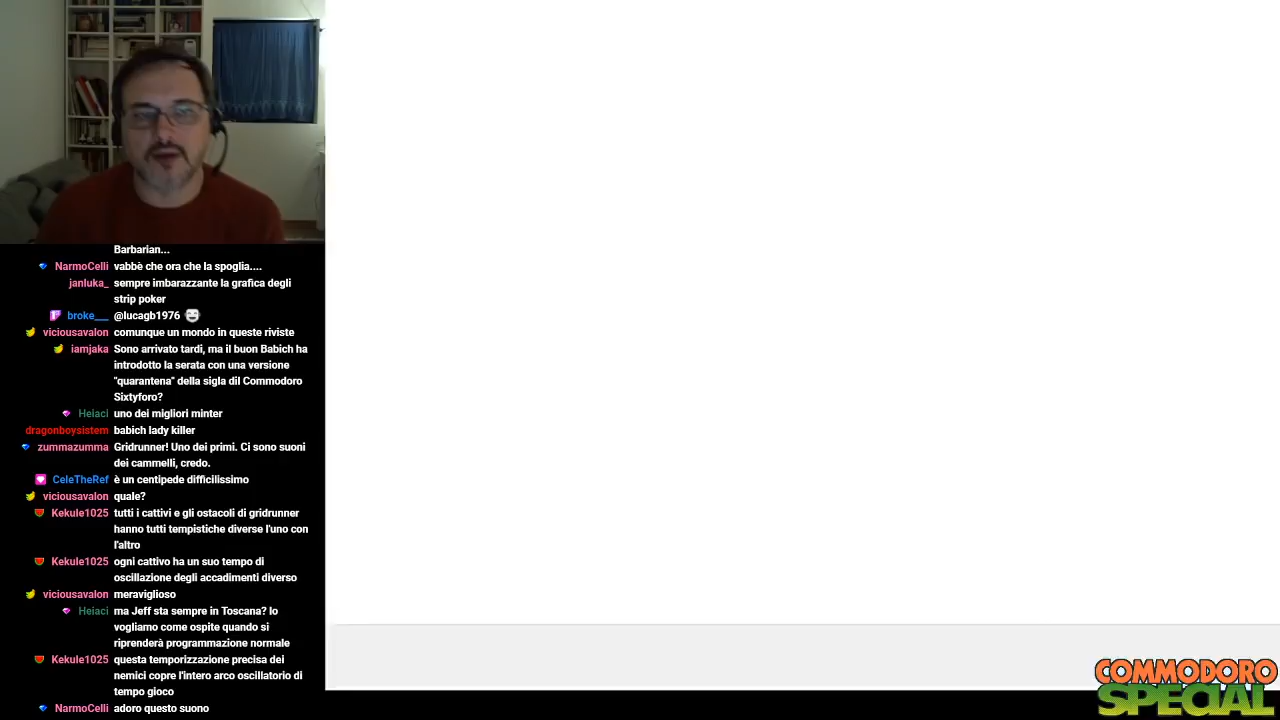 Barbarian...
NarmoCelli vabbè che ora che la spoglia....
janluka_ sempre imbarazzante la grafica degli
strip poker
broke___ @lucagb1976
viciousavalon comunque un mondo in queste riviste
iamjaka Sono arrivato tardi, ma il buon Babich ha
introdotto la serata con una versione
"quarantena" della sigla dil Commodoro
Sixtyforo?
Heiaci uno dei migliori minter
dragonboysistem babich lady killer
zummazumma Gridrunner! Uno dei primi. Ci sono suoni
dei cammelli, credo.
CeleTheRef è un centipede difficilissimo
viciousavalon quale?
Kekule1025 tutti i cattivi e gli ostacoli di gridrunner
hanno tutti tempistiche diverse l'uno con
l'altro
Kekule1025 ogni cattivo ha un suo tempo di
oscillazione degli accadimenti diverso
viciousavalon meraviglioso
Heiaci ma Jeff sta sempre in Toscana? lo
vogliamo come ospite quando si
riprenderà programmazione normale
Kekule1025 questa temporizzazione precisa dei
nemici copre l'intero arco oscillatorio di
tempo gioco
NarmoCelli adoro questo suono
COMMODORO
SPECIAL